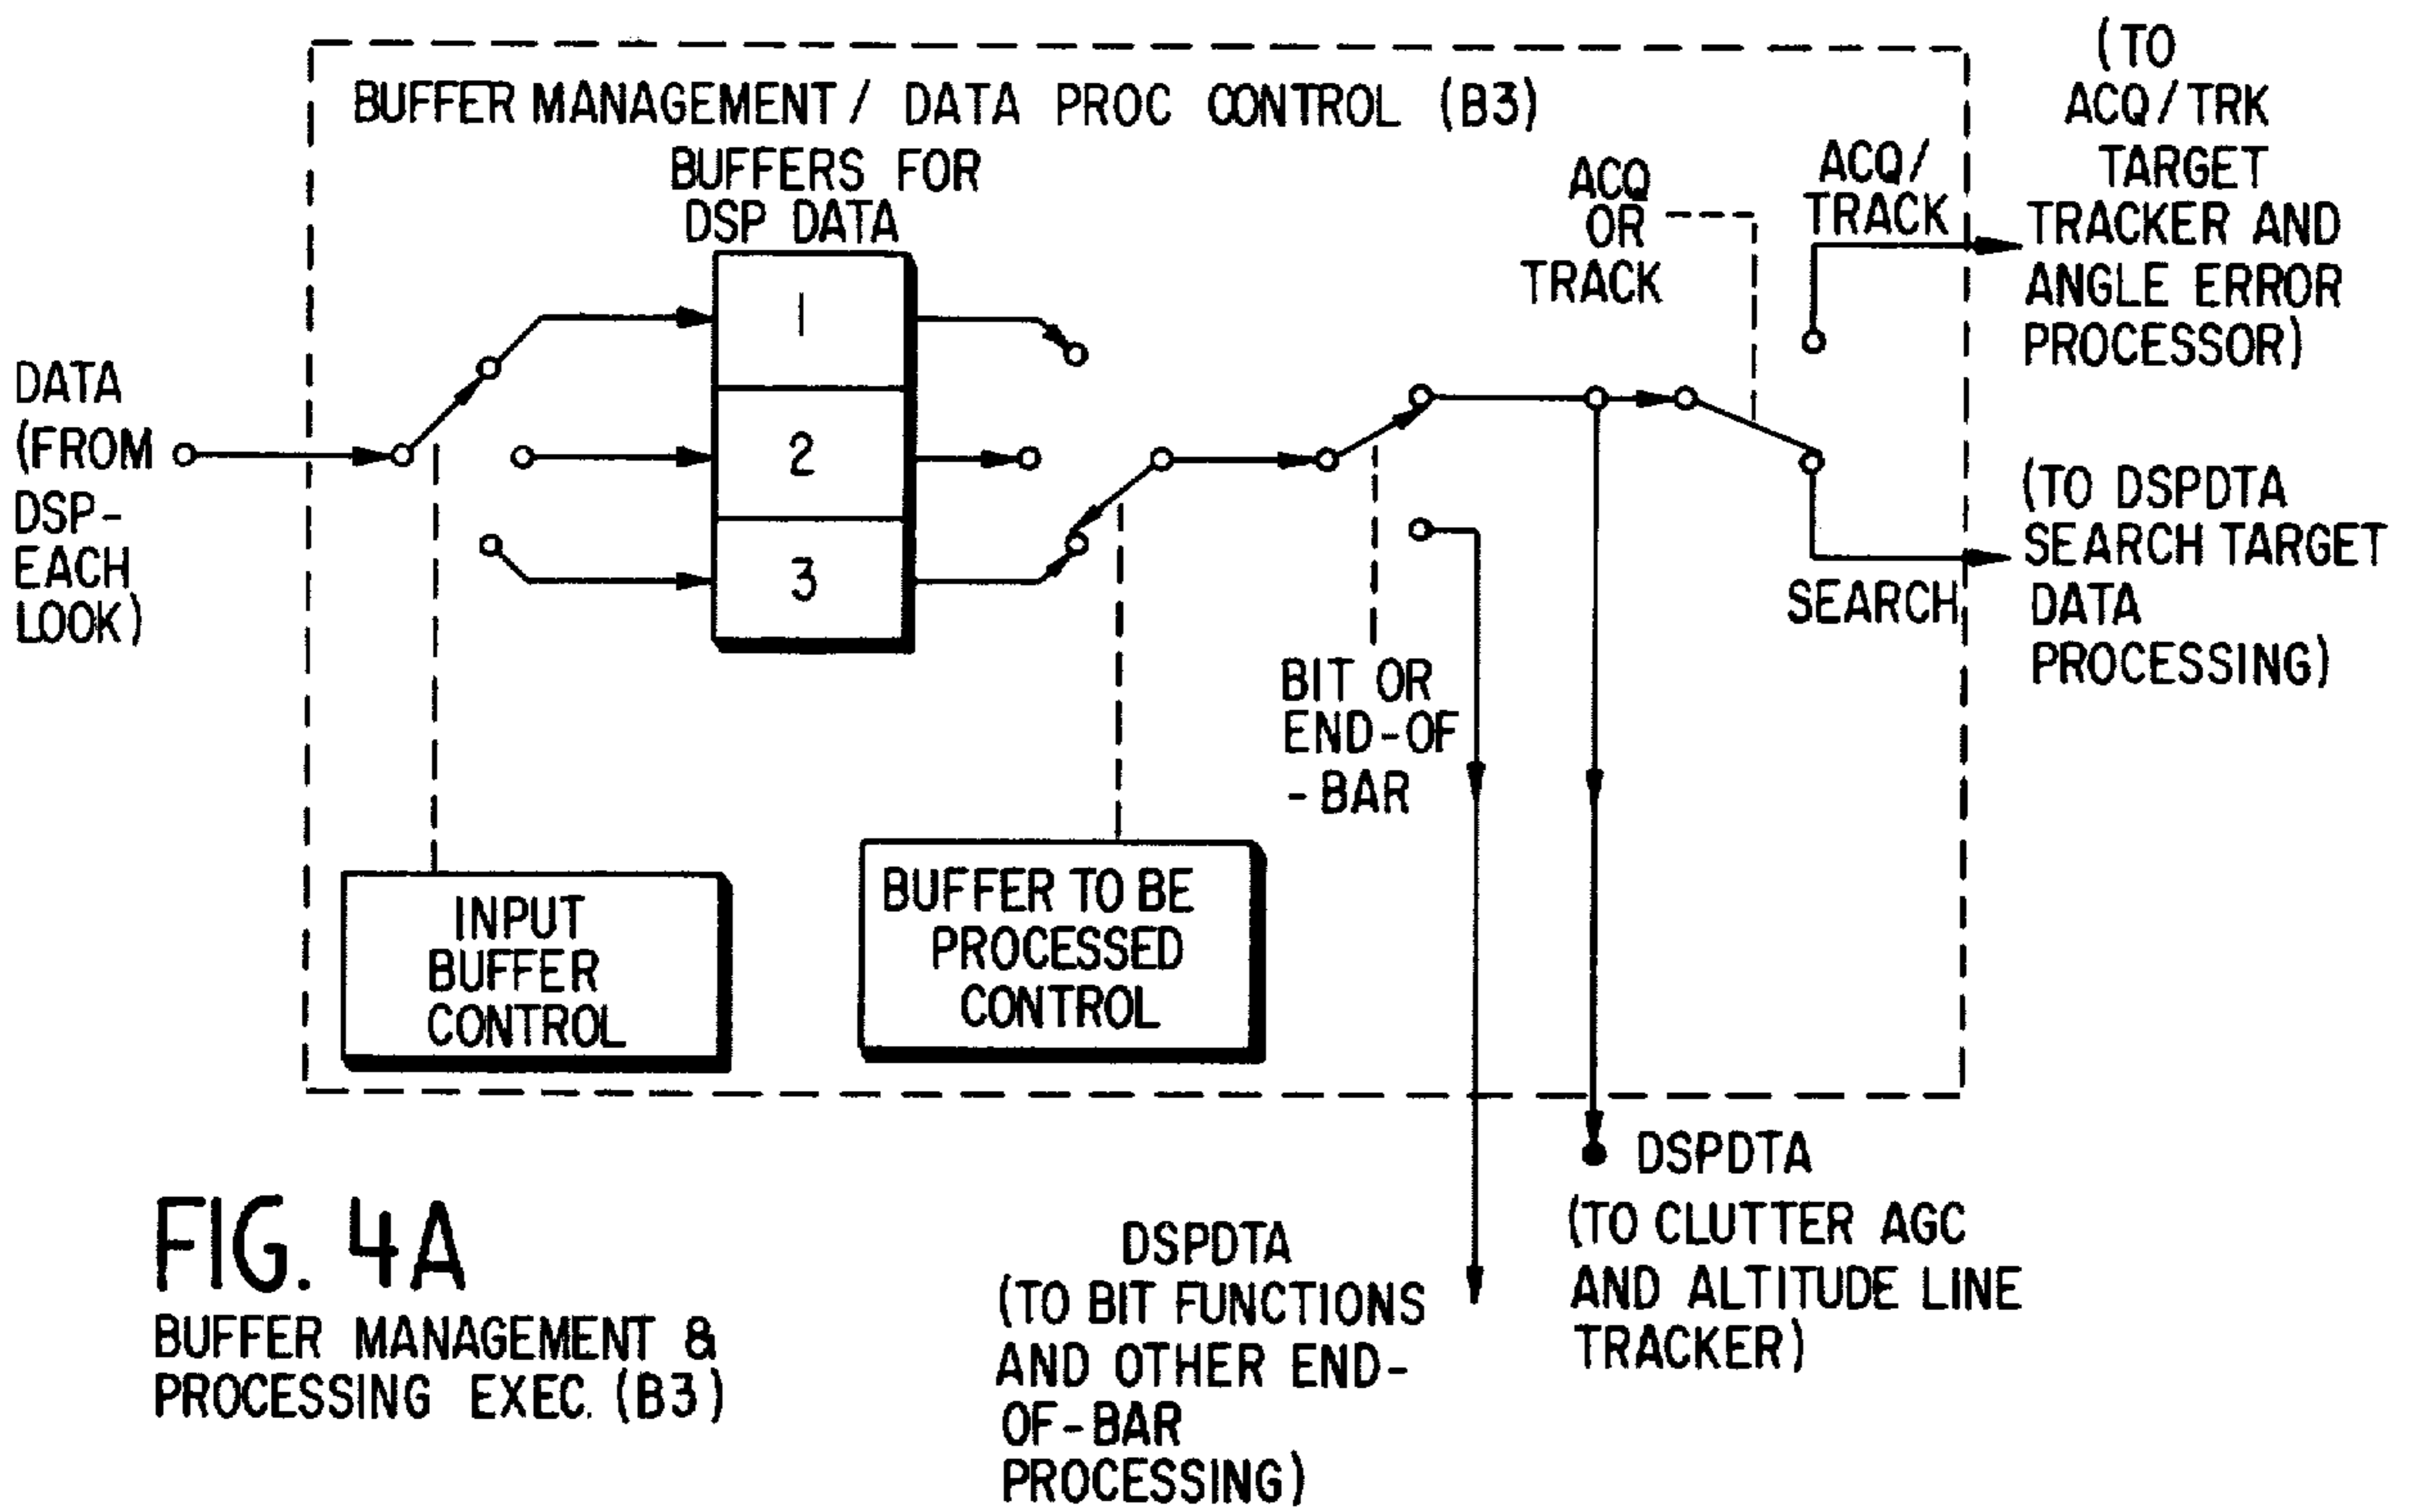 BUFFER MANAGEMENT / DATA PROC CONTROL (B3)
BUFFERS FOR
DSP DATA
1
2
3
DATA
(FROM
DSP-
EACH
LOOK)
INPUT
BUFFER
CONTROL
BUFFER TO BE
PROCESSED
CONTROL
BIT OR
END-OF
-BAR
ACQ
OR
TRACK
ACQ/
TRACK
SEARCH
(TO
ACQ/TRK
TARGET
TRACKER AND
ANGLE ERROR
PROCESSOR)
(TO DSPDTA
SEARCH TARGET
DATA
PROCESSING)
DSPDTA
(TO CLUTTER AGC
AND ALTITUDE LINE
TRACKER)
DSPDTA
(TO BIT FUNCTIONS
AND OTHER END-
OF-BAR
PROCESSING)
FIG. 4A
BUFFER MANAGEMENT &
PROCESSING EXEC. (B3)